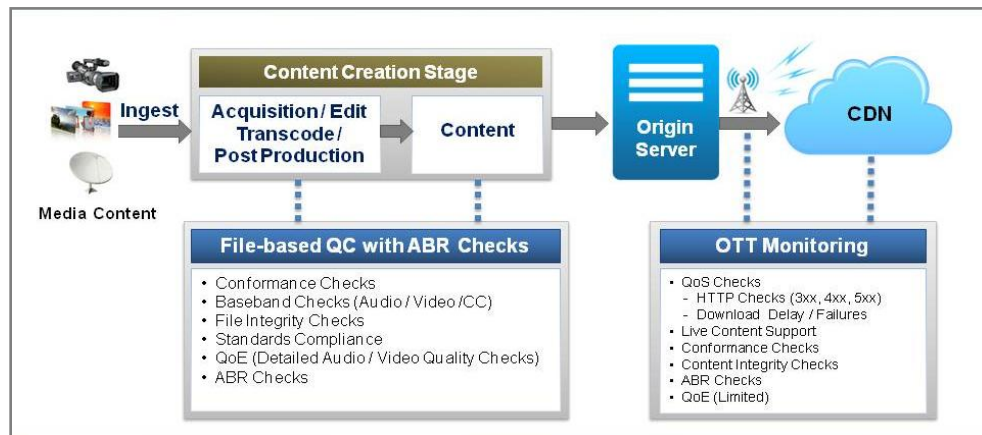 Content Creation Stage
Ingest
Acquisition / Edit
Transcode /
Post Production
Content
Origin
Server
CDN
Media Content
File-based QC with ABR Checks
• Conformance Checks
• Baseband Checks (Audio / Video /CC)
• File Integrity Checks
• Standards Compliance
• QoE (Detailed Audio / Video Quality Checks)
• ABR Checks
OTT Monitoring
• QoS Checks
- HTTP Checks (3xx, 4xx, 5xx)
- Download Delay / Failures
• Live Content Support
• Conformance Checks
• Content Integrity Checks
• ABR Checks
• QoE (Limited)